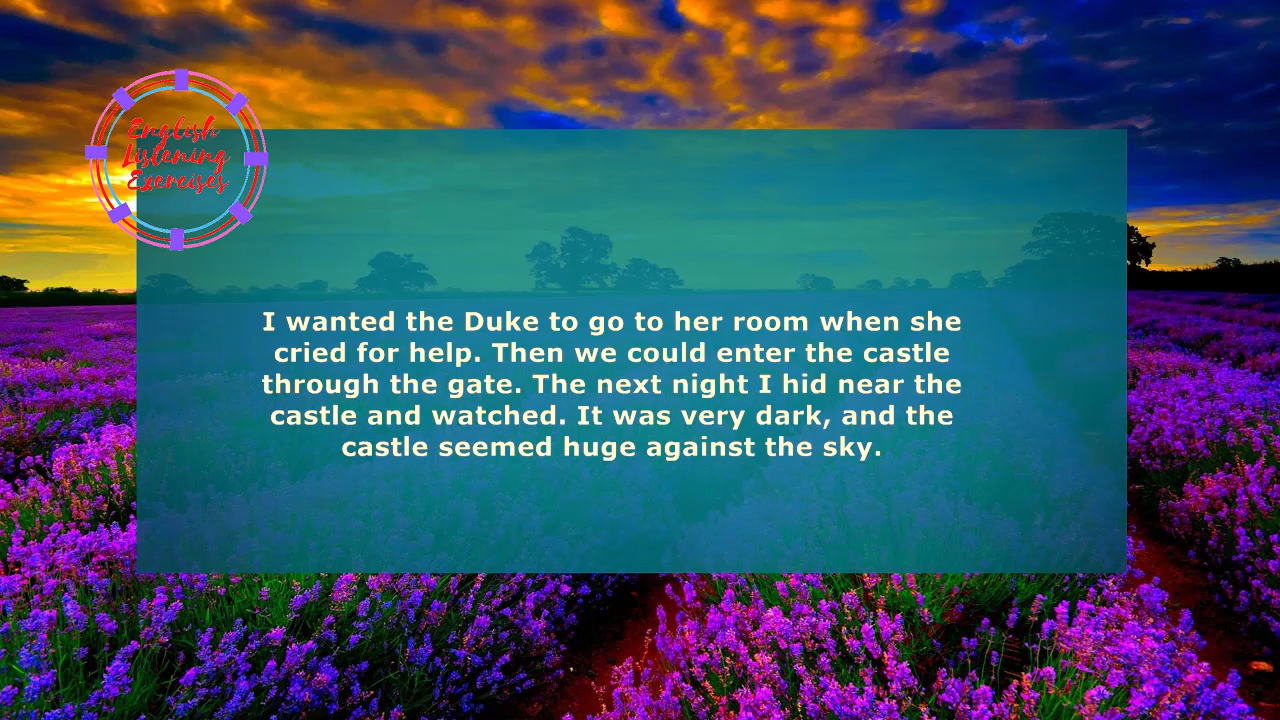 English
Listening
Exercises
I wanted the Duke to go to her room when she
cried for help. Then we could enter the castle
through the gate. The next night I hid near the
castle and watched. It was very dark, and the
castle seemed huge against the sky.